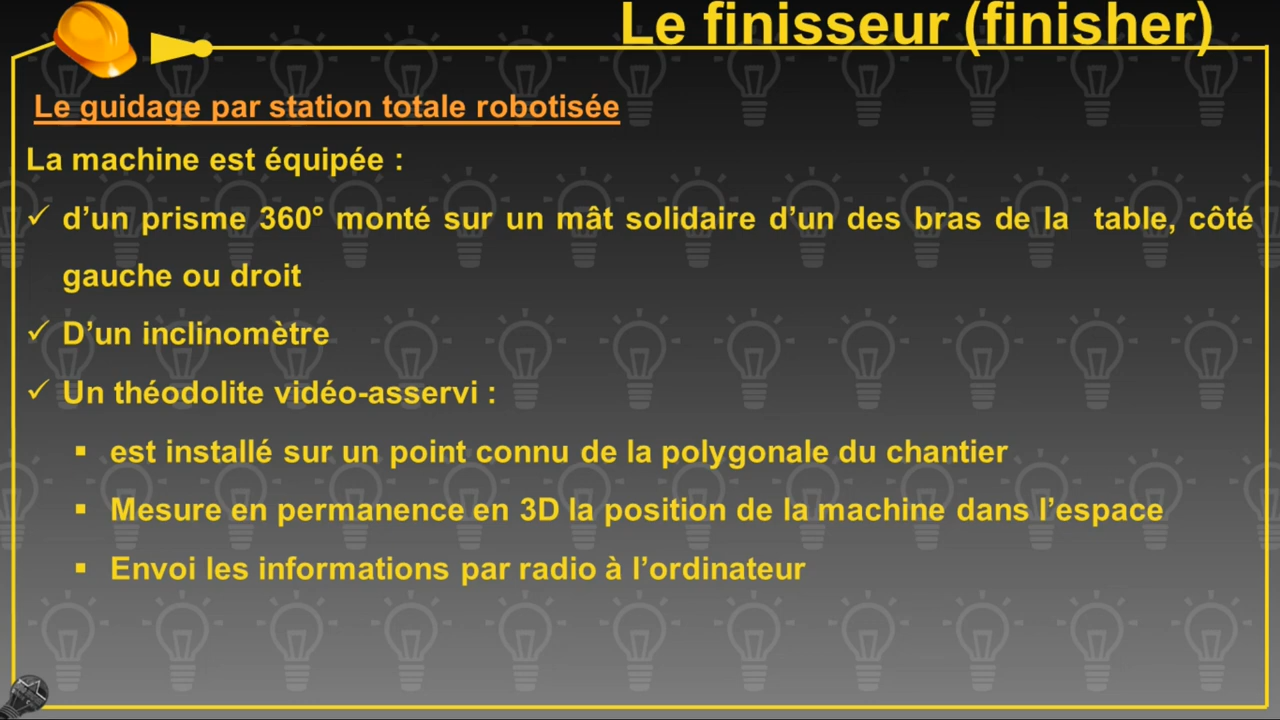 Le finisseur (finisher)
Le guidage par station totale robotisée
La machine est équipée :
✓ d’un prisme 360° monté sur un mât solidaire d’un des bras de la table, côté
gauche ou droit
✓ D’un inclinomètre
✓ Un théodolite vidéo-asservi :
▪ est installé sur un point connu de la polygonale du chantier
▪ Mesure en permanence en 3D la position de la machine dans l’espace
▪ Envoi les informations par radio à l’ordinateur